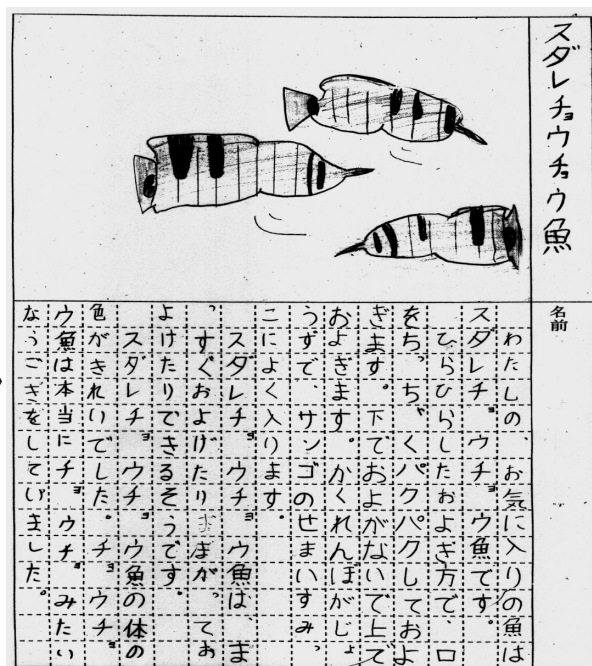 スダレチョウチョウ魚
名前
わたしの、お気に入りの魚は
スダレチョウチョウ魚です。
ひらひらしたおよぎ方で、口
をちっちゃくパクパクしておよ
ぎます。下でおよがないで上で
およぎます。かくれんぼがじょ
うずで、サンゴのせまいすみっ
こによく入ります。
スダレチョウチョウ魚は、ま
っすぐおよげたりまがってお
よけたりできるそうです。
スダレチョウチョウ魚の体の
色がきれいでした。チョウチョ
ウ魚は本当にチョウチョみたい
なうごきをしていました。